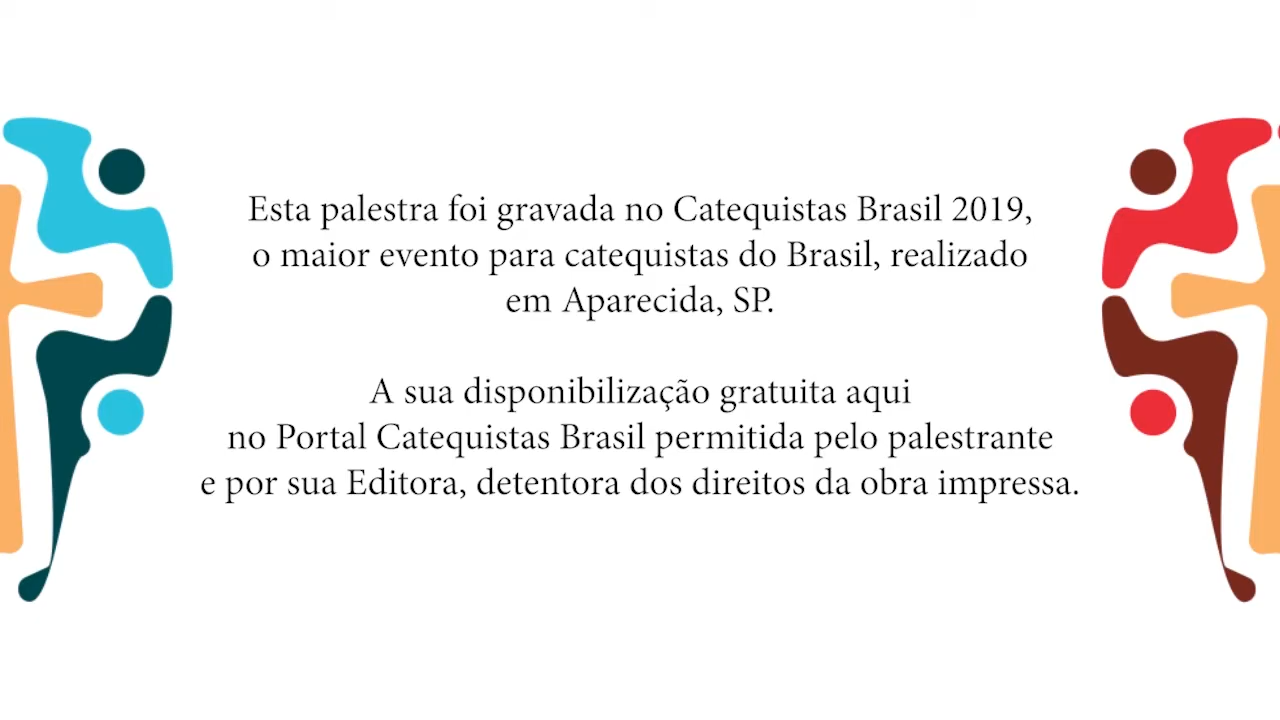 Esta palestra foi gravada no Catequistas Brasil 2019,
o maior evento para catequistas do Brasil, realizado
em Aparecida, SP.
A sua disponibilização gratuita aqui
no Portal Catequistas Brasil permitida pelo palestrante
e por sua Editora, detentora dos direitos da obra impressa.